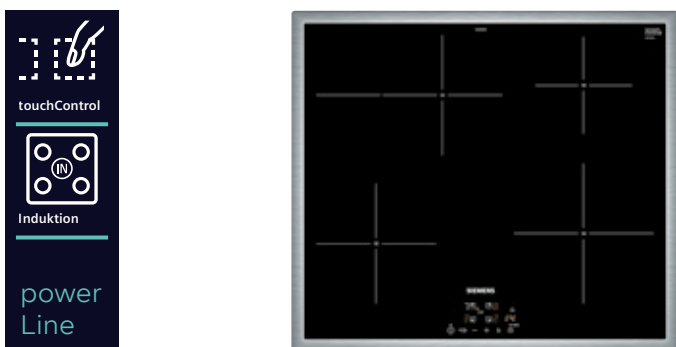 touchControl
IN
Induktion
power
Line
SIEMENS